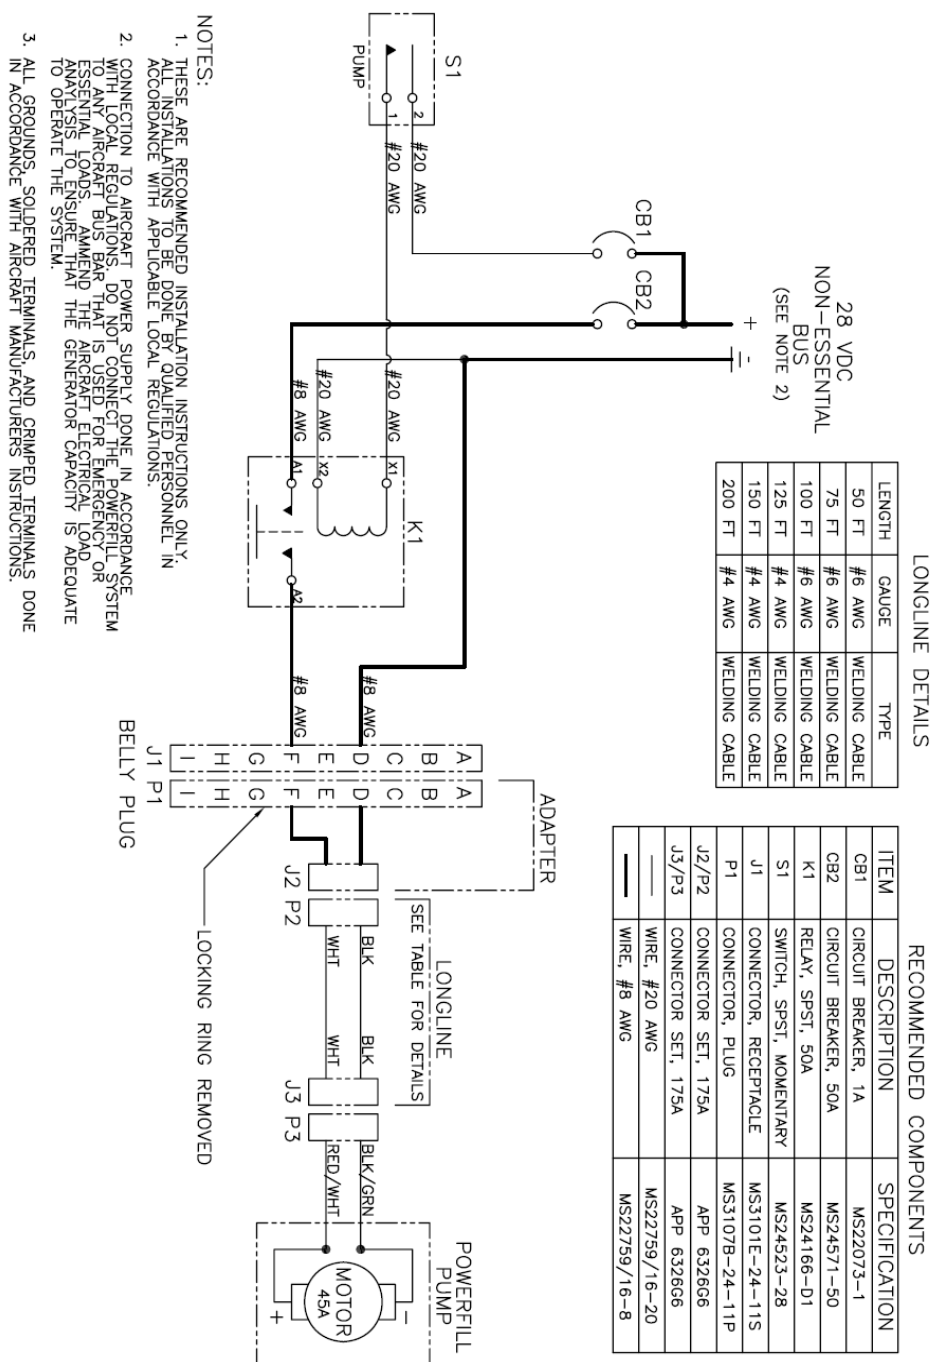 LONGLINE DETAILS
LENGTH GAUGE TYPE
50 FT #6 AWG WELDING CABLE
75 FT #6 AWG WELDING CABLE
100 FT #6 AWG WELDING CABLE
125 FT #4 AWG WELDING CABLE
150 FT #4 AWG WELDING CABLE
200 FT #4 AWG WELDING CABLE
RECOMMENDED COMPONENTS
ITEM DESCRIPTION SPECIFICATION
CB1 CIRCUIT BREAKER, 1A MS22073-1
CB2 CIRCUIT BREAKER, 50A MS24571-50
K1 RELAY, SPST, 50A MS24166-D1
S1 SWITCH, SPST, MOMENTARY MS24523-28
J1 CONNECTOR, RECEPTACLE MS3101E-24-11S
P1 CONNECTOR, PLUG MS3107B-24-11P
J2/P2 CONNECTOR SET, 175A APP 6326G6
J3/P3 CONNECTOR SET, 175A APP 6326G6
WIRE, #20 AWG MS22759/16-20
WIRE, #8 AWG MS22759/16-8
28 VDC
NON-ESSENTIAL
BUS
(SEE NOTE 2)
+
-
CB1
CB2
S1
2
1
PUMP
#20 AWG
#20 AWG
#20 AWG
#20 AWG
#8 AWG
K1
X1
X2
A1
A2
#8 AWG
#8 AWG
ADAPTER
A
B
C
D
E
F
G
H
I
A
B
C
D
E
F
G
H
I
J1 P1
BELLY PLUG
LOCKING RING REMOVED
J2 P2
LONGLINE
SEE TABLE FOR DETAILS
BLK BLK
WHT WHT
J3 P3
BLK/GRN
RED/WHT
POWERFILL
PUMP
-
MOTOR
45A
+
NOTES:
1. THESE ARE RECOMMENDED INSTALLATION INSTRUCTIONS ONLY.
ALL INSTALLATIONS TO BE DONE BY QUALIFIED PERSONNEL IN
ACCORDANCE WITH APPLICABLE LOCAL REGULATIONS.
2. CONNECTION TO AIRCRAFT POWER SUPPLY DONE IN ACCORDANCE
WITH LOCAL REGULATIONS. DO NOT CONNECT THE POWERFILL SYSTEM
TO ANY AIRCRAFT BUS BAR THAT IS USED FOR EMERGENCY OR
ESSENTIAL LOADS. AMMEND THE AIRCRAFT ELECTRICAL LOAD
ANAYLYSIS TO ENSURE THAT THE GENERATOR CAPACITY IS ADEQUATE
TO OPERATE THE SYSTEM.
3. ALL GROUNDS, SOLDERED TERMINALS, AND CRIMPED TERMINALS DONE
IN ACCORDANCE WITH AIRCRAFT MANUFACTURERS INSTRUCTIONS.